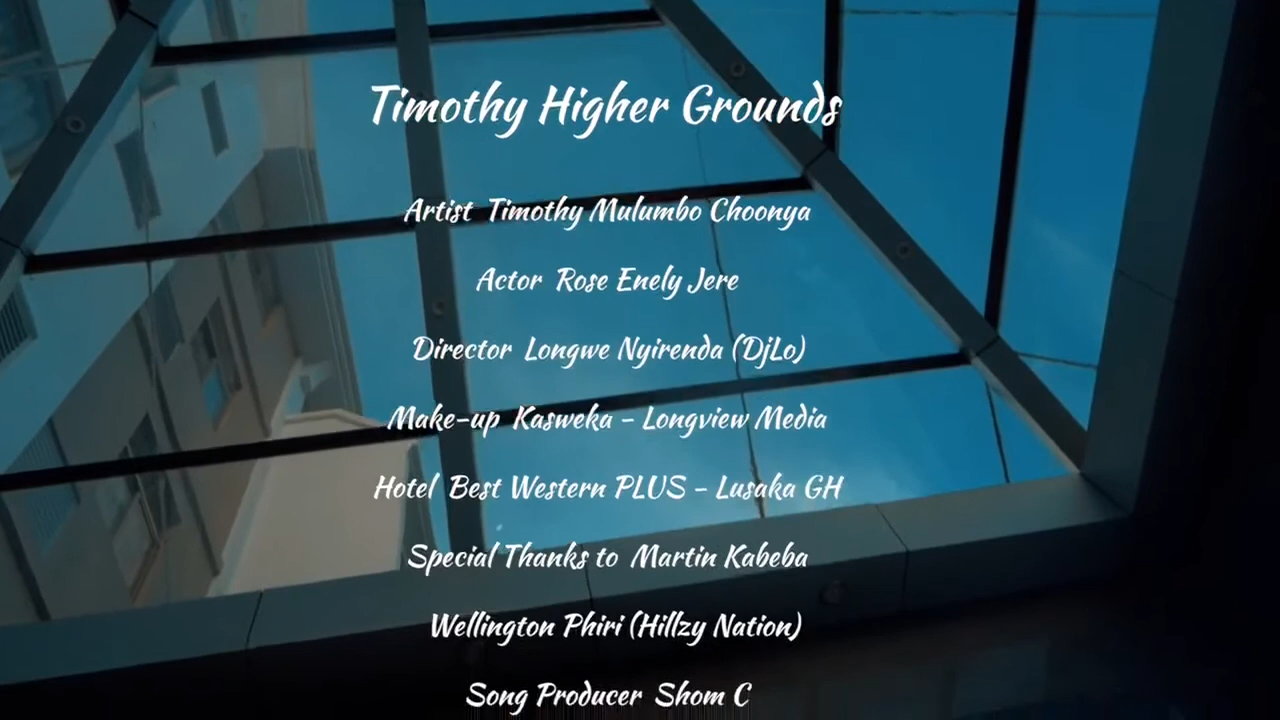 Timothy Higher Grounds
Artist Timothy Mulumbo Choonya
Actor Rose Enely Jere
Director Longwe Nyirenda (DjLo)
Make-up Kasweka - Longview Media
Hotel Best Western PLUS - Lusaka GH
Special Thanks to Martin Kabeba
Wellington Phiri (Hillzy Nation)
Song Producer Shom C